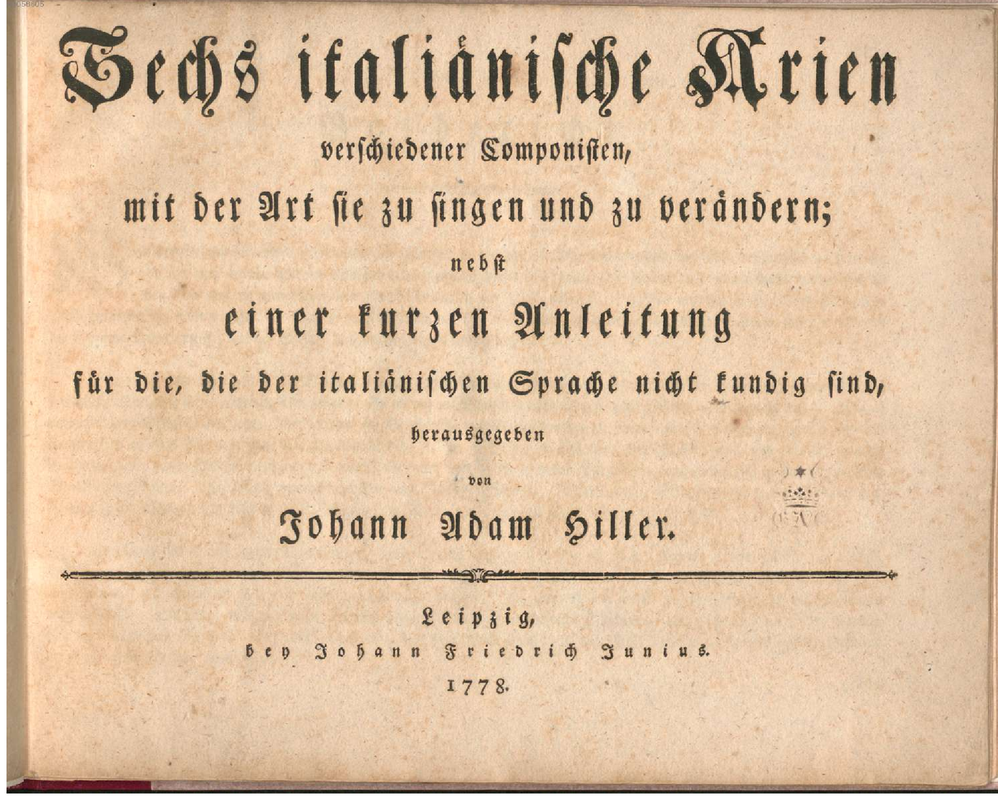 Sechs italiänische Arien
verschiedener Componisten,
mit der Art sie zu singen und zu verändern;
nebst
einer kurzen Anleitung
für die, die der italiänischen Sprache nicht kundig sind,
herausgegeben
von
Johann Adam Hiller.
Leipzig,
bey Johann Friedrich Junius.
1778.